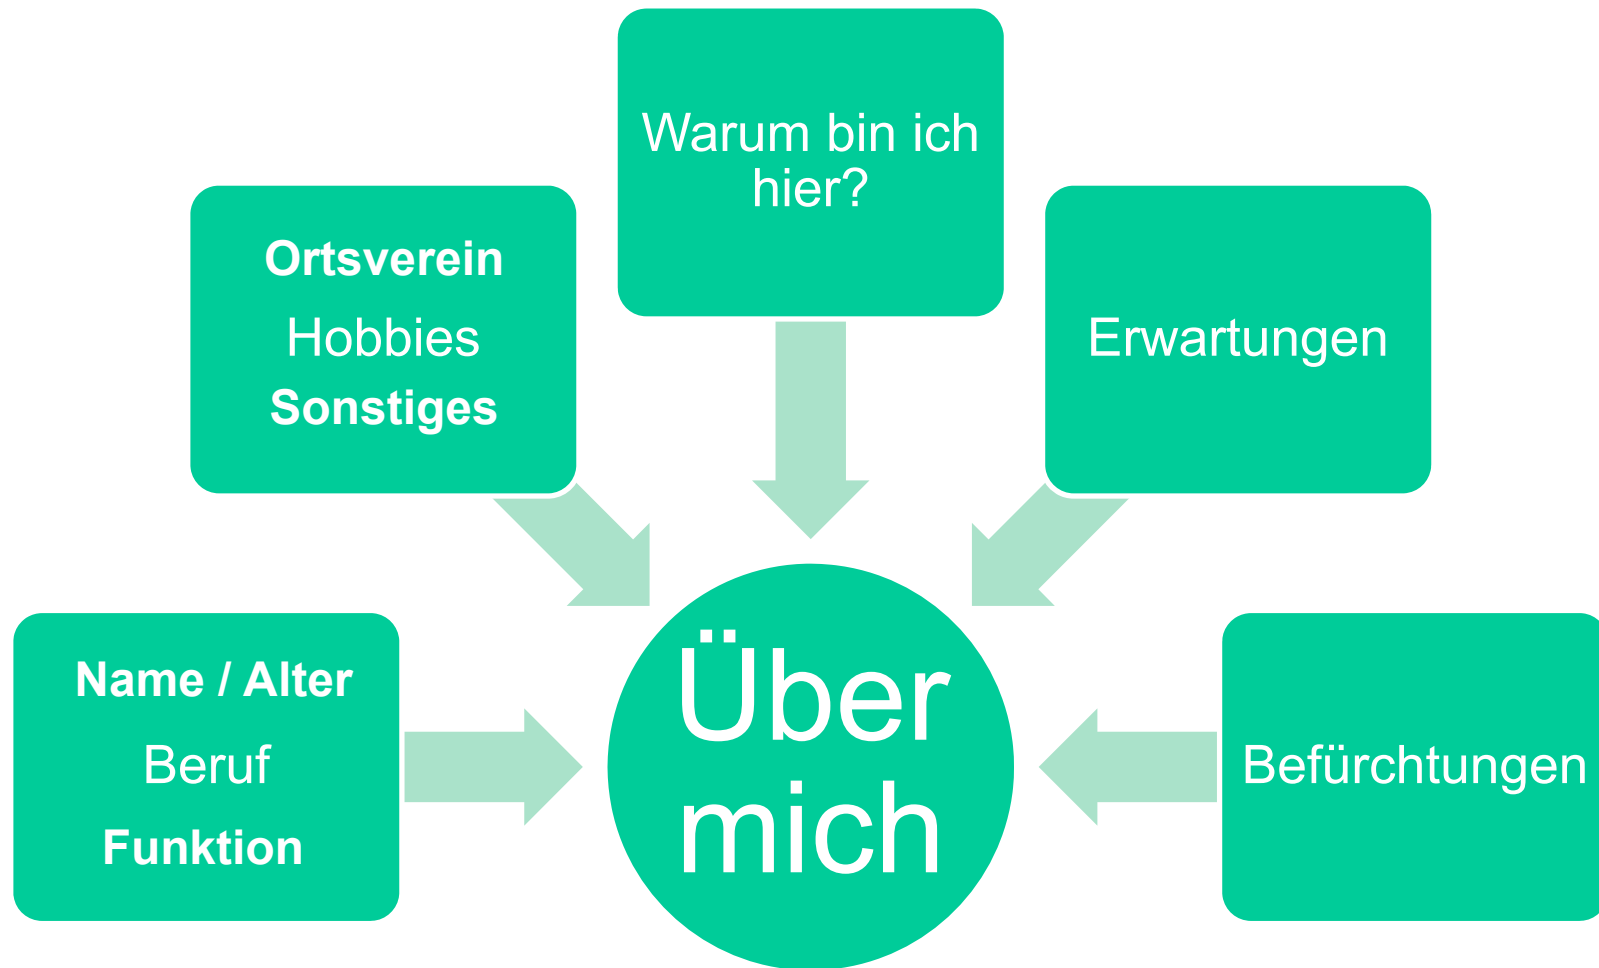 Warum bin ich
hier?
Ortsverein
Hobbies
Sonstiges
Erwartungen
Name / Alter
Beruf
Funktion
Über
mich
Befürchtungen